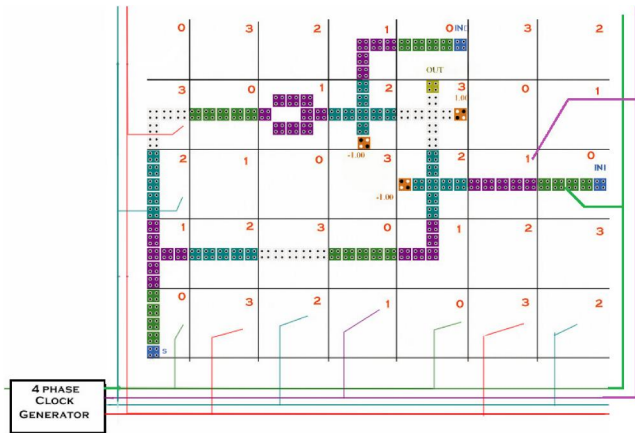 0 3 2 1 0 3 2
OUT
3 0 1 2 3 0 1
1.00
-1.00
2 1 0 3 2 1 0
IN1
-1.00
1 2 3 0 1 2 3
0 3 2 1 0 3 2
S
4 PHASE
CLOCK
GENERATOR